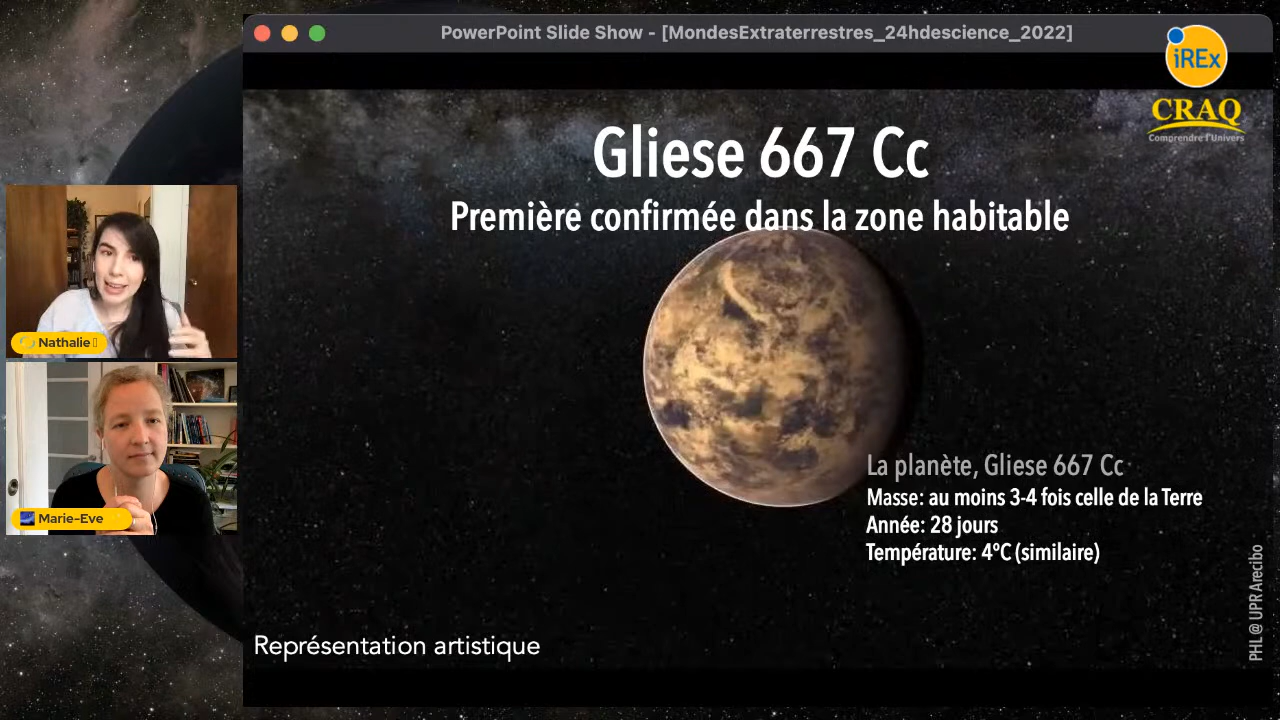 PowerPoint Slide Show - [MondesExtraterrestres_24hdescience_2022]
iREx
CRAQ
Comprendre l'Univers
Gliese 667 Cc
Première confirmée dans la zone habitable
Nathalie
Marie-Eve
La planète, Gliese 667 Cc
Masse: au moins 3-4 fois celle de la Terre
Année: 28 jours
Température: 4°C (similaire)
Représentation artistique
PHL @ UPR Arecibo